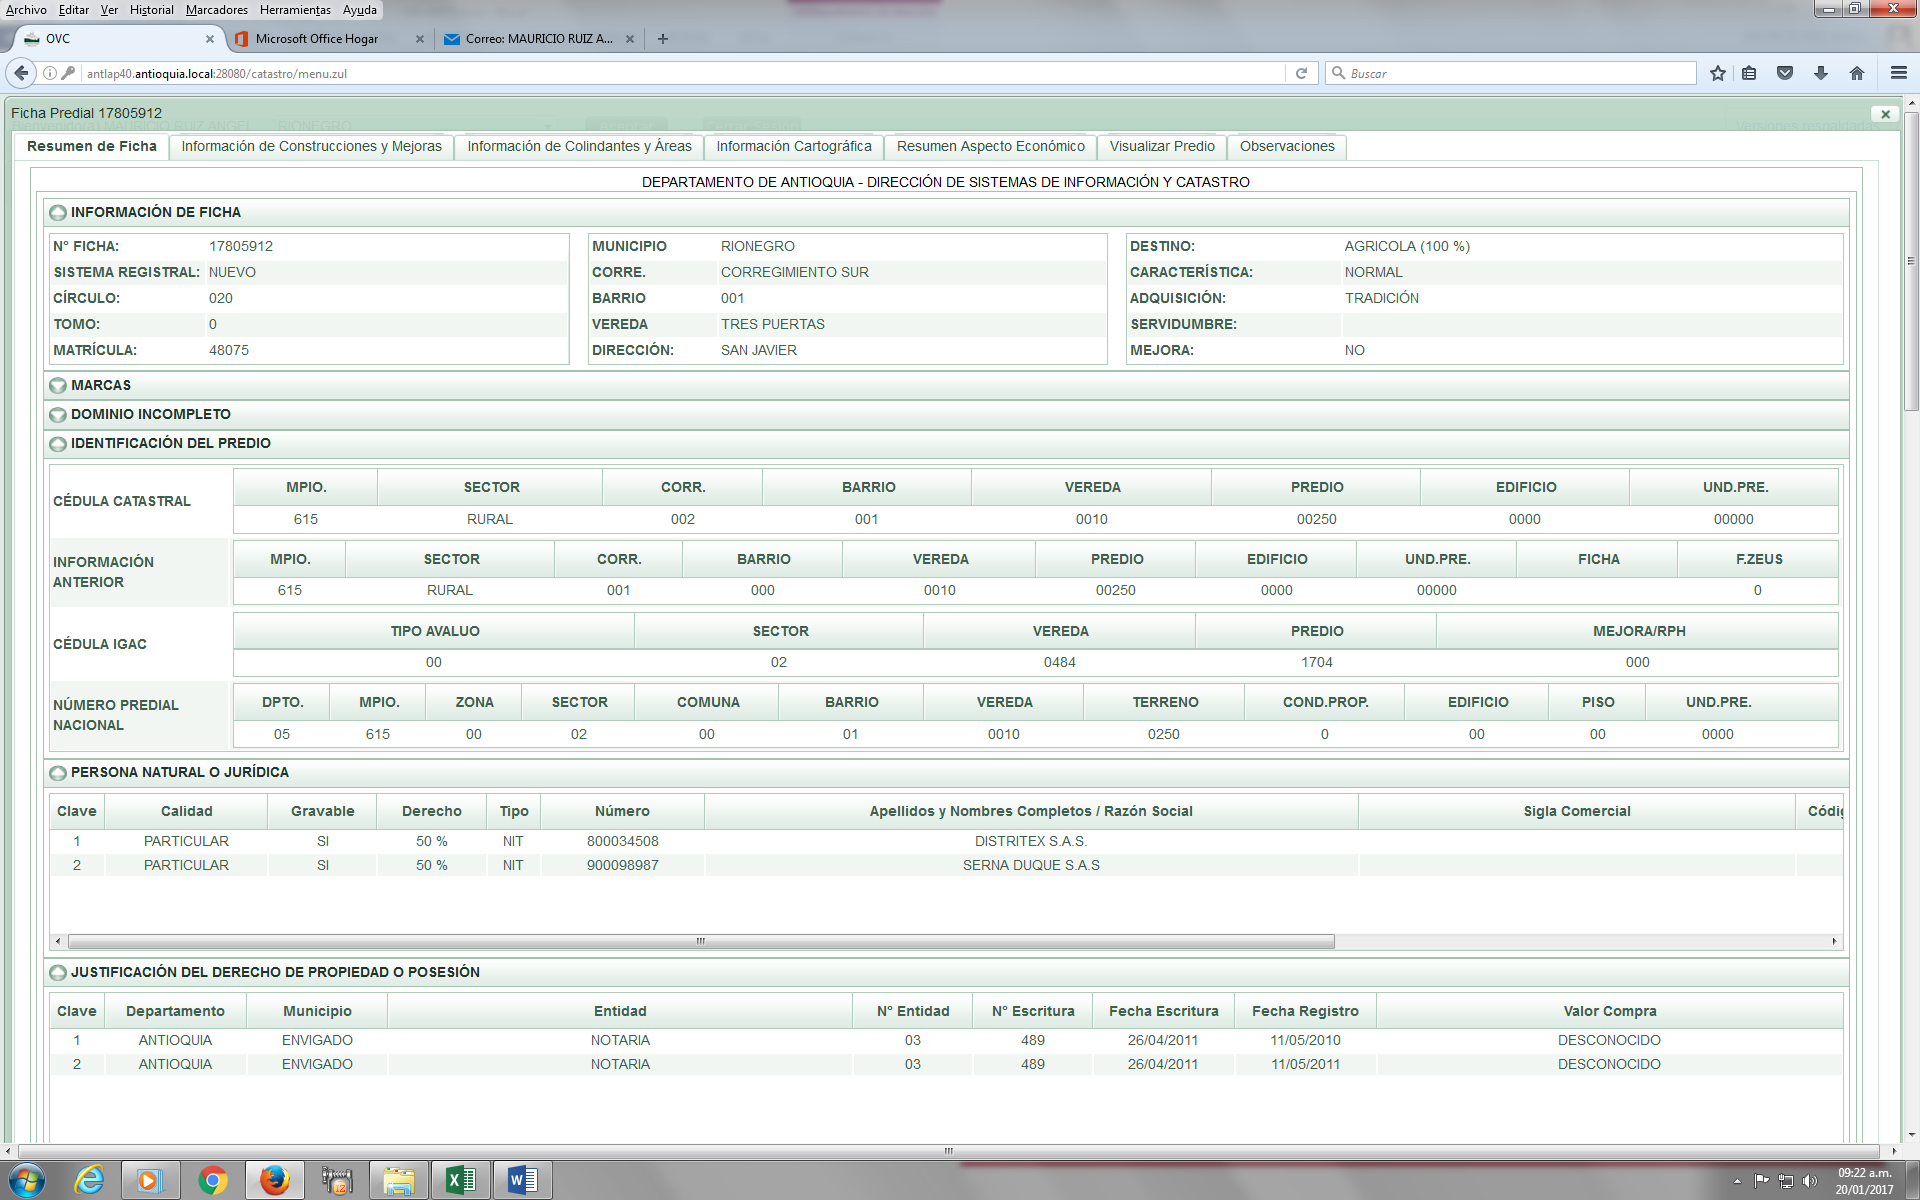 Archivo Editar Ver Historial Marcadores Herramientas Ayuda
OVC
Microsoft Office Hogar
Correo: MAURICIO RUIZ A...
antlap40.antioquia.local:28080/catastro/menu.zul
Buscar
Ficha Predial 17805912
Resumen de Ficha Información de Construcciones y Mejoras Información de Colindantes y Áreas Información Cartográfica Resumen Aspecto Económico Visualizar Predio Observaciones
DEPARTAMENTO DE ANTIOQUIA - DIRECCIÓN DE SISTEMAS DE INFORMACIÓN Y CATASTRO
INFORMACIÓN DE FICHA
N° FICHA: 17805912 MUNICIPIO RIONEGRO DESTINO: AGRICOLA (100 %)
SISTEMA REGISTRAL: NUEVO CORRE. CORREGIMIENTO SUR CARACTERÍSTICA: NORMAL
CÍRCULO: 020 BARRIO 001 ADQUISICIÓN: TRADICIÓN
TOMO: 0 VEREDA TRES PUERTAS SERVIDUMBRE:
MATRÍCULA: 48075 DIRECCIÓN: SAN JAVIER MEJORA: NO
MARCAS
DOMINIO INCOMPLETO
IDENTIFICACIÓN DEL PREDIO
CÉDULA CATASTRAL
MPIO. SECTOR CORR. BARRIO VEREDA PREDIO EDIFICIO UND.PRE.
615 RURAL 002 001 0010 00250 0000 00000
INFORMACIÓN ANTERIOR
MPIO. SECTOR CORR. BARRIO VEREDA PREDIO EDIFICIO UND.PRE. FICHA F.ZEUS
615 RURAL 001 000 0010 00250 0000 00000 0
CÉDULA IGAC
TIPO AVALUO SECTOR VEREDA PREDIO MEJORA/RPH
00 02 0484 1704 000
NÚMERO PREDIAL NACIONAL
DPTO. MPIO. ZONA SECTOR COMUNA BARRIO VEREDA TERRENO COND.PROP. EDIFICIO PISO UND.PRE.
05 615 00 02 00 01 0010 0250 0 00 00 0000
PERSONA NATURAL O JURÍDICA
Clave Calidad Gravable Derecho Tipo Número Apellidos y Nombres Completos / Razón Social Sigla Comercial
1 PARTICULAR SI 50 % NIT 800034508 DISTRITEX S.A.S.
2 PARTICULAR SI 50 % NIT 900098987 SERNA DUQUE S.A.S
JUSTIFICACIÓN DEL DERECHO DE PROPIEDAD O POSESIÓN
Clave Departamento Municipio Entidad N° Entidad N° Escritura Fecha Escritura Fecha Registro Valor Compra
1 ANTIOQUIA ENVIGADO NOTARIA 03 489 26/04/2011 11/05/2010 DESCONOCIDO
2 ANTIOQUIA ENVIGADO NOTARIA 03 489 26/04/2011 11/05/2011 DESCONOCIDO
09:22 a.m.
20/01/2017